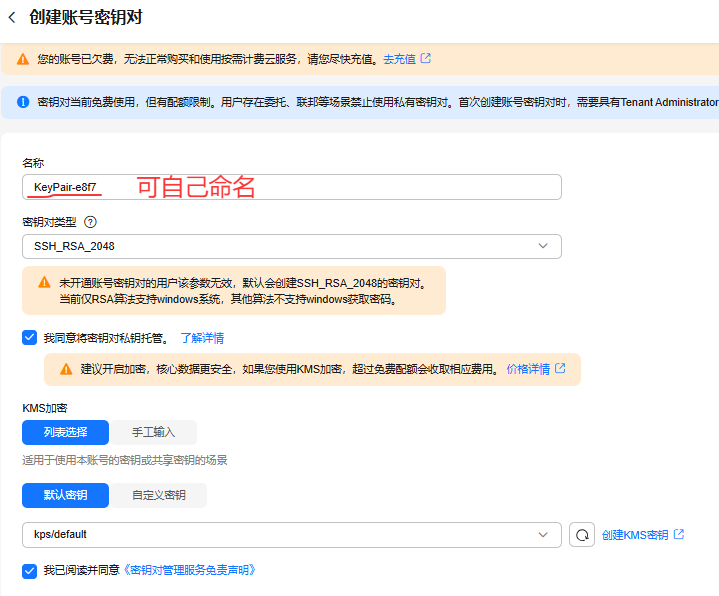 创建账号密钥对
您的账号已欠费，无法正常购买和使用按需计费云服务，请您尽快充值。去充值
密钥对当前免费使用，但有配额限制。用户存在委托、联邦等场景禁止使用私有密钥对。首次创建账号密钥对时，需要具有Tenant Administrator
名称
KeyPair-e8f7 可自己命名
密钥对类型
SSH_RSA_2048
未开通账号密钥对的用户该参数无效，默认会创建SSH_RSA_2048的密钥对。
当前仅RSA算法支持windows系统，其他算法不支持windows获取密码。
我同意将密钥对私钥托管。 了解详情
建议开启加密，核心数据更安全，如果您使用KMS加密，超过免费配额会收取相应费用。 价格详情
KMS加密
列表选择 手工输入
适用于使用本账号的密钥或共享密钥的场景
默认密钥 自定义密钥
kps/default 创建KMS密钥
我已阅读并同意《密钥对管理服务免责声明》